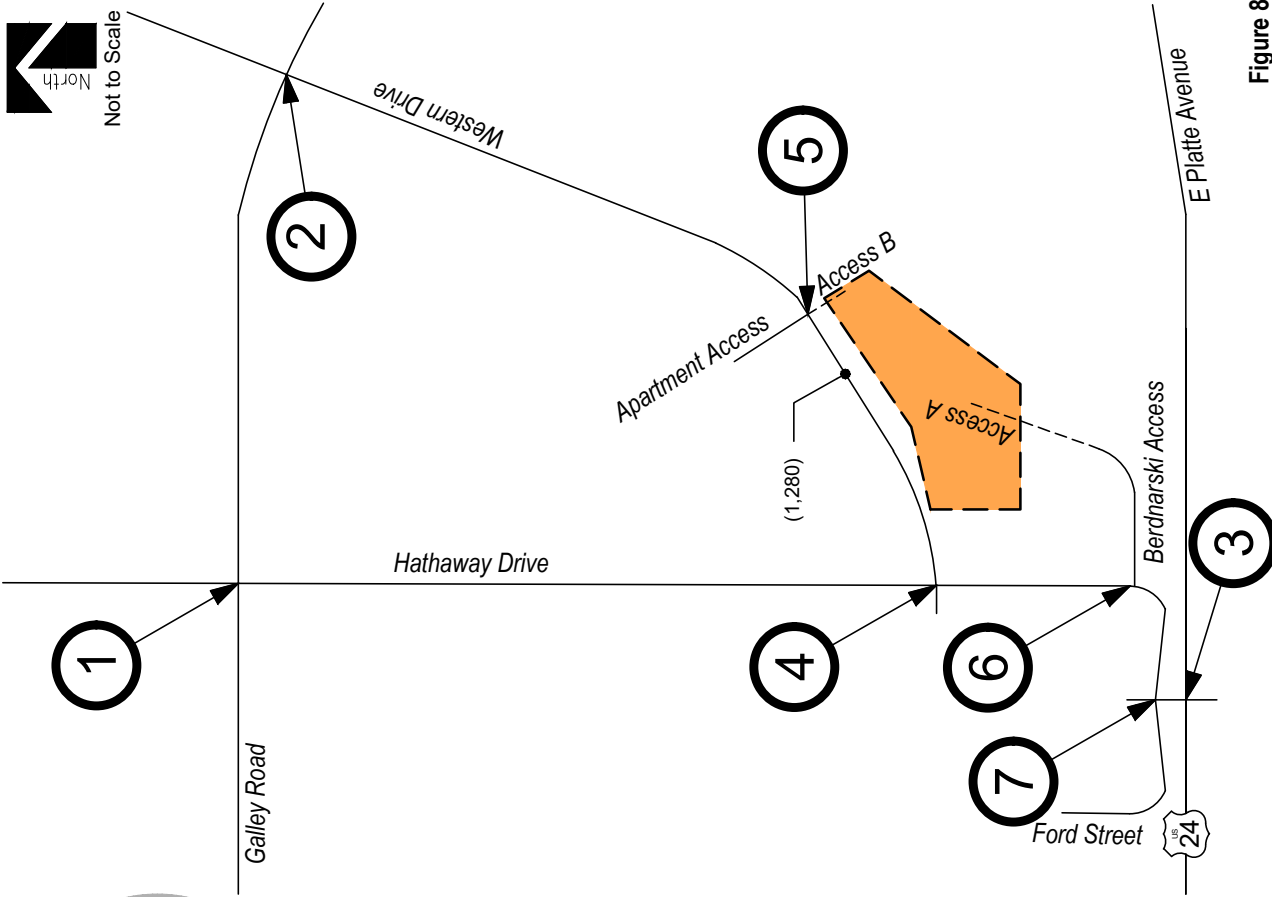 North
Not to Scale
Western Drive
2
1
5
Access B
Apartment Access
(1,280)
Access A
Hathaway Drive
Galley Road
E Platte Avenue
Berdnarski Access
4
6
3
7
Ford Street
US
24
Figure 8